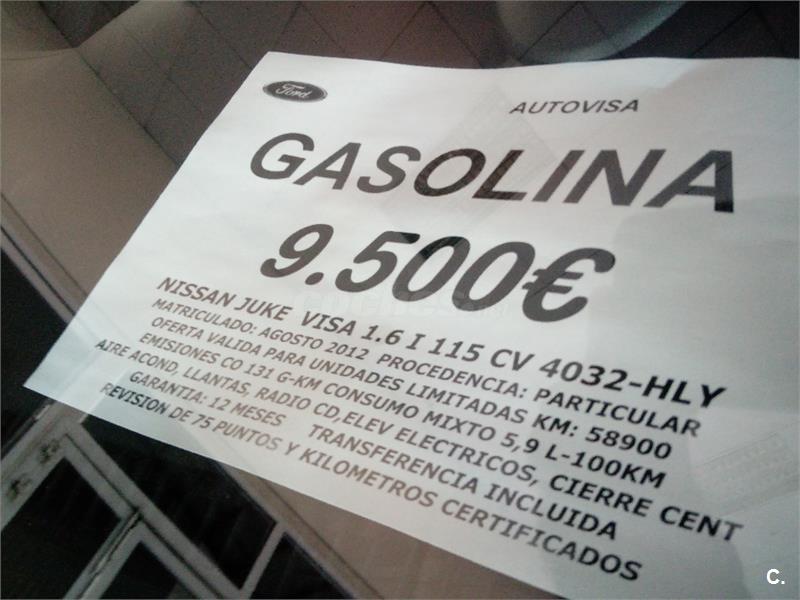 Ford
AUTOVISA
GASOLINA
9.500€
NISSAN JUKE VISA 1.6 I 115 CV 4032-HLY
MATRICULADO: AGOSTO 2012 PROCEDENCIA: PARTICULAR
OFERTA VALIDA PARA UNIDADES LIMITADAS KM: 58900
EMISIONES CO 131 G-KM CONSUMO MIXTO 5,9 L-100KM
AIRE ACOND, LLANTAS, RADIO CD,ELEV ELECTRICOS, CIERRE CENT
GARANTIA: 12 MESES TRANSFERENCIA INCLUIDA
REVISION DE 75 PUNTOS Y KILOMETROS CERTIFICADOS
C.